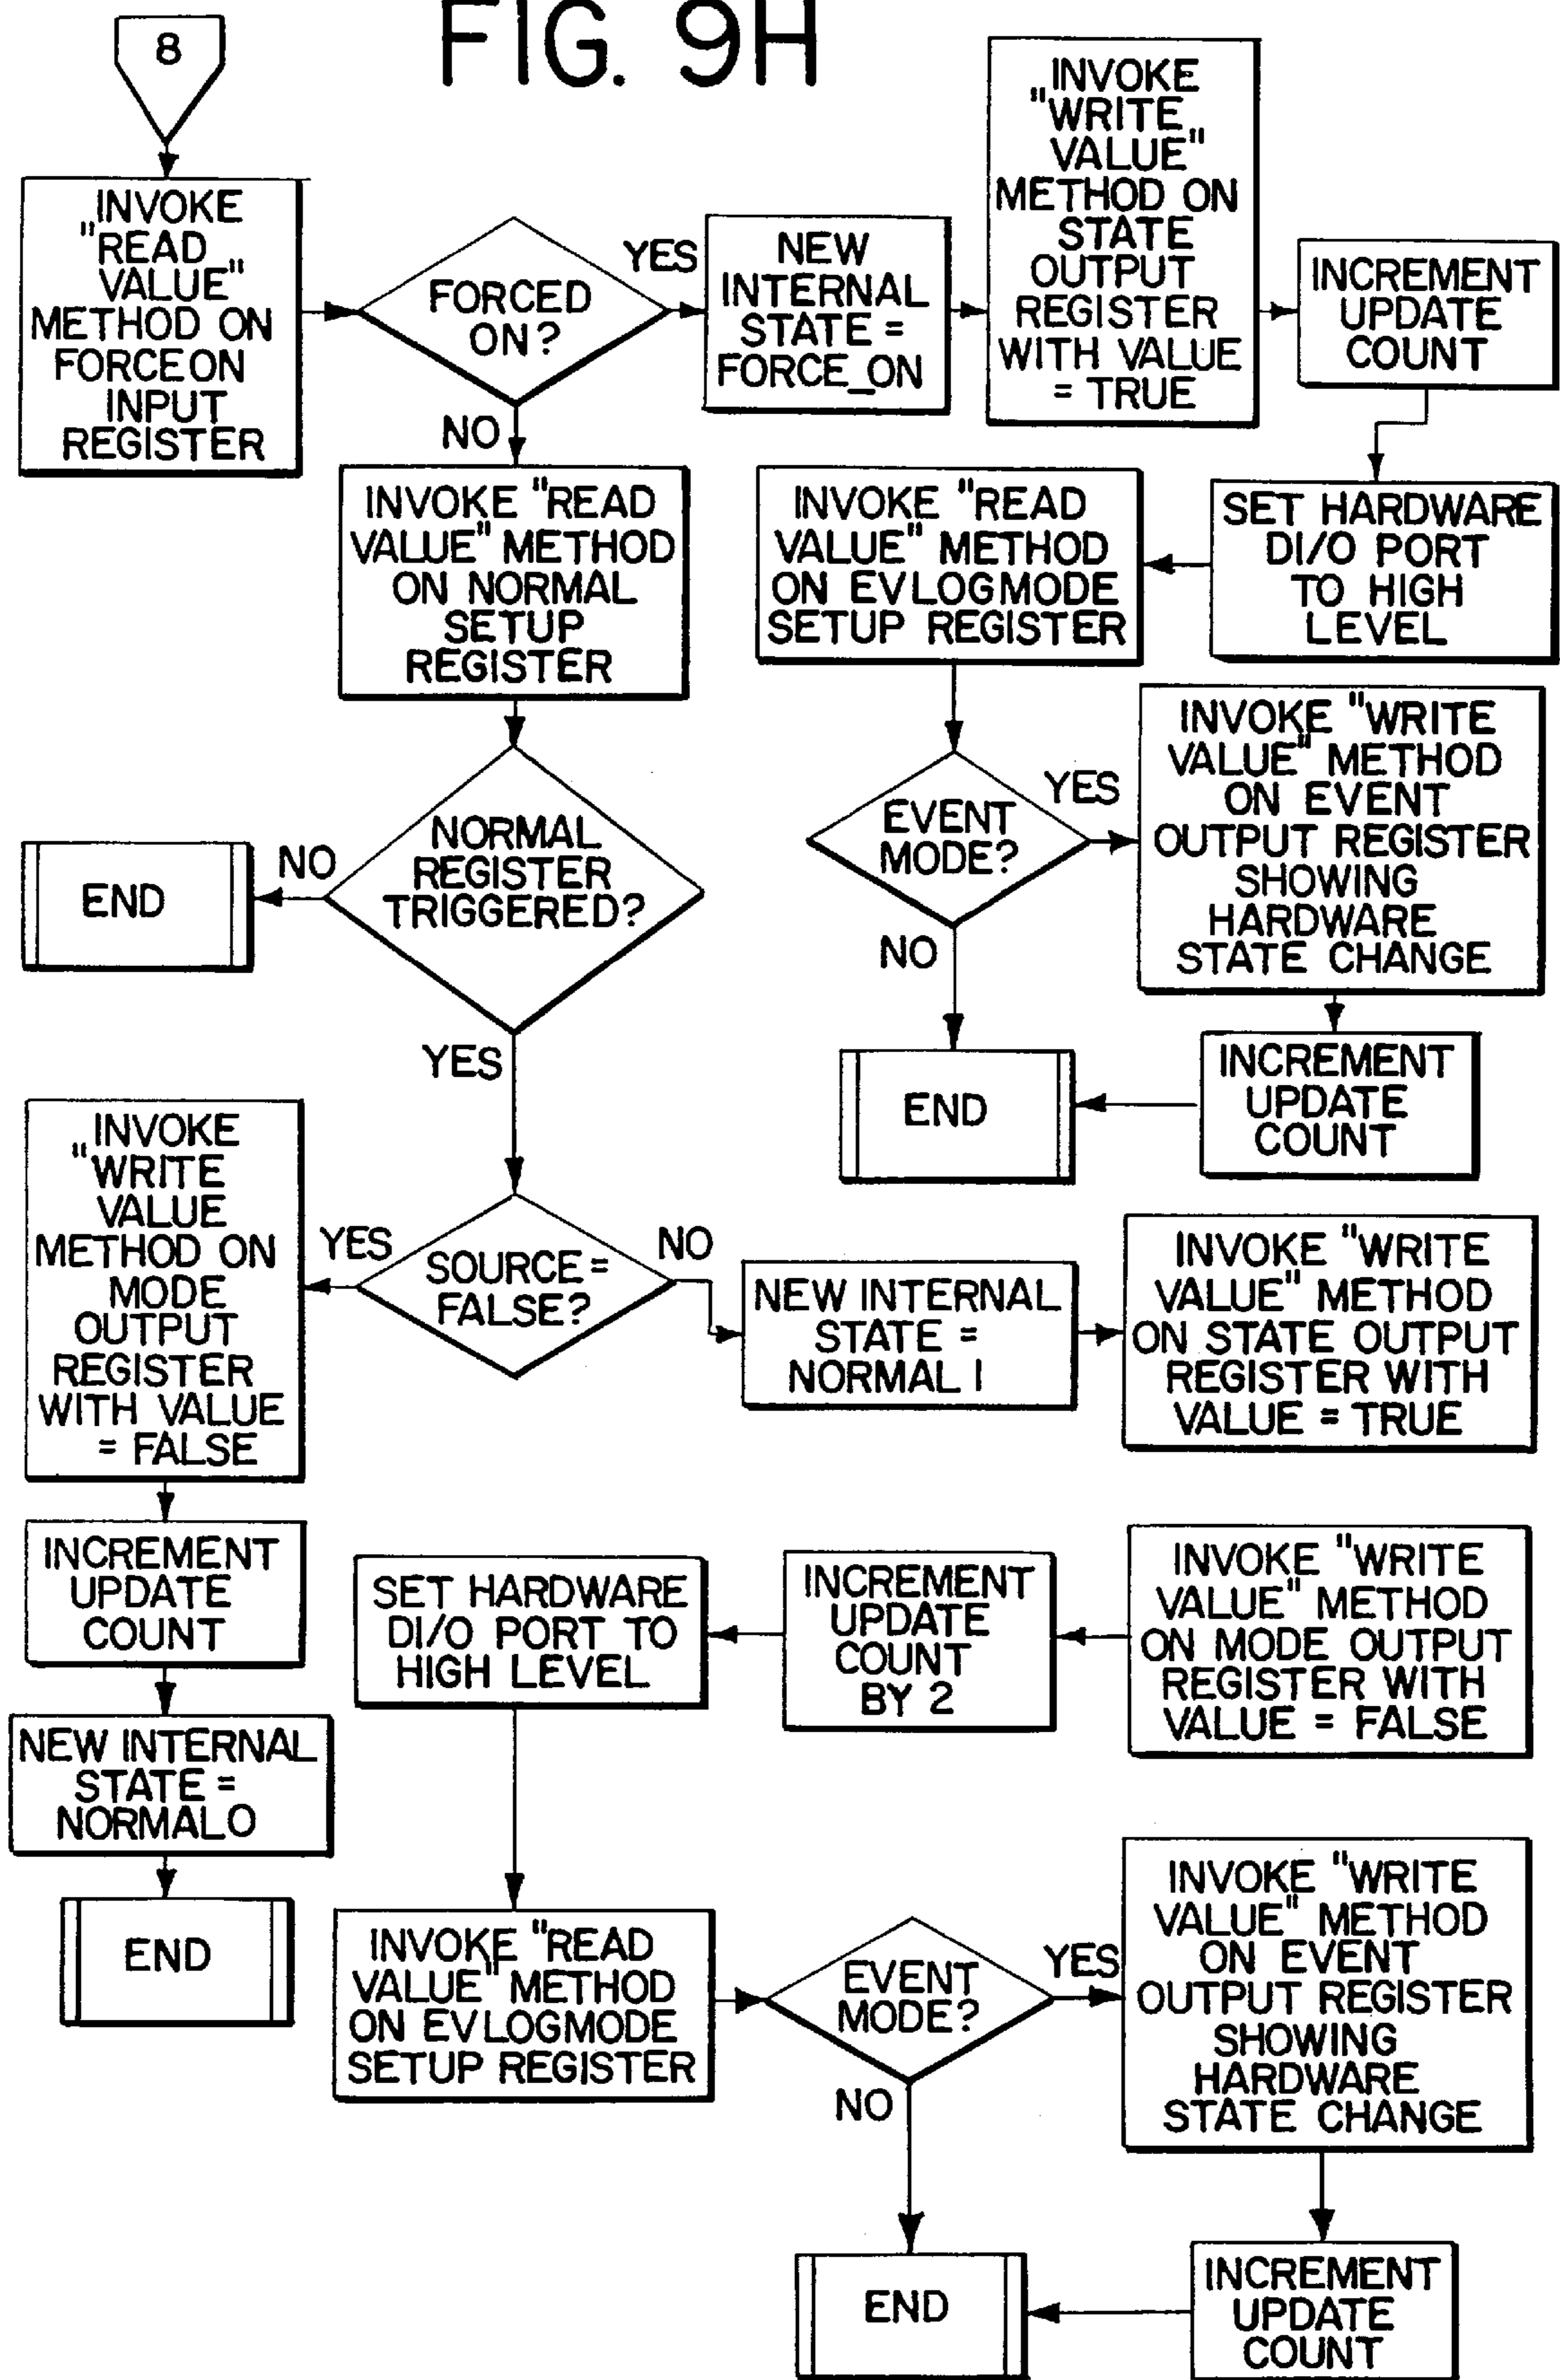 FIG. 9H
8
INVOKE
"READ
VALUE"
METHOD ON
FORCEON
INPUT
REGISTER
FORCED
ON?
YES
NO
NEW
INTERNAL
STATE =
FORCE_ON
INVOKE
"WRITE
VALUE"
METHOD ON
STATE
OUTPUT
REGISTER
WITH VALUE
= TRUE
INCREMENT
UPDATE
COUNT
SET HARDWARE
DI/O PORT
TO HIGH
LEVEL
INVOKE "READ
VALUE" METHOD
ON EVLOGMODE
SETUP REGISTER
EVENT
MODE?
YES
NO
INVOKE "WRITE
VALUE" METHOD
ON EVENT
OUTPUT REGISTER
SHOWING
HARDWARE
STATE CHANGE
INCREMENT
UPDATE
COUNT
END
INVOKE "READ
VALUE" METHOD
ON NORMAL
SETUP
REGISTER
NORMAL
REGISTER
TRIGGERED?
NO
END
YES
SOURCE =
FALSE?
YES
NO
INVOKE
"WRITE
VALUE
METHOD ON
MODE
OUTPUT
REGISTER
WITH VALUE
= FALSE
INCREMENT
UPDATE
COUNT
NEW INTERNAL
STATE =
NORMAL0
END
NEW INTERNAL
STATE =
NORMAL 1
INVOKE "WRITE
VALUE" METHOD
ON STATE OUTPUT
REGISTER WITH
VALUE = TRUE
INVOKE "WRITE
VALUE" METHOD
ON MODE OUTPUT
REGISTER WITH
VALUE = FALSE
INCREMENT
UPDATE
COUNT
BY 2
SET HARDWARE
DI/O PORT TO
HIGH LEVEL
INVOKE "READ
VALUE" METHOD
ON EVLOGMODE
SETUP REGISTER
EVENT
MODE?
YES
NO
INVOKE "WRITE
VALUE" METHOD
ON EVENT
OUTPUT REGISTER
SHOWING
HARDWARE
STATE CHANGE
INCREMENT
UPDATE
COUNT
END